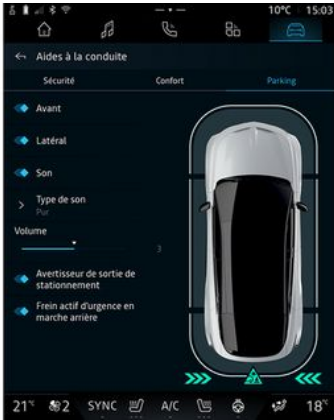 10°C 15:03
Aides à la conduite
Sécurité Confort Parking
Avant
Latéral
Son
Type de son
Pur
Volume
3
Avertisseur de sortie de
stationnement
Frein actif d'urgence en
marche arrière
21°C 2 SYNC A/C 18°C